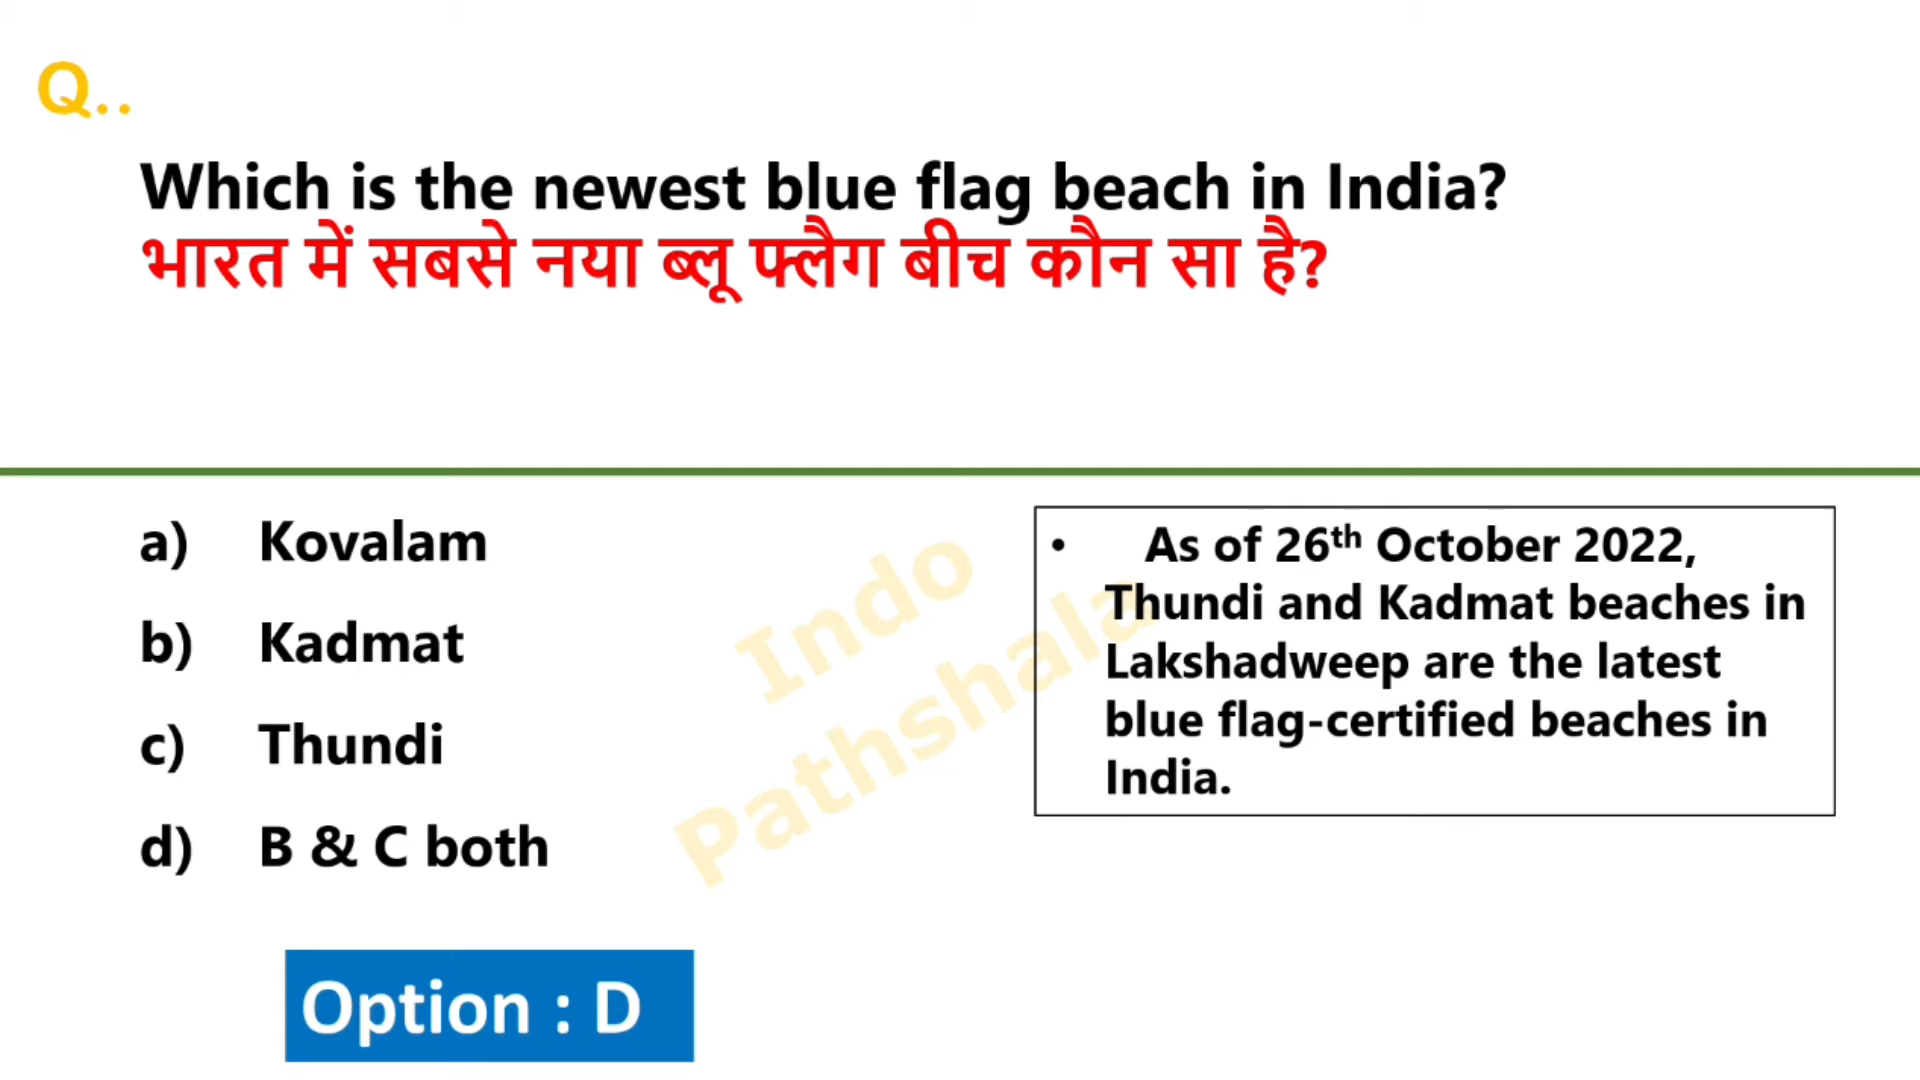 Q..
Which is the newest blue flag beach in India?
भारत में सबसे नया ब्लू फ्लैग बीच कौन सा है?
a) Kovalam
b) Kadmat
c) Thundi
d) B & C both
• As of 26th October 2022,
Thundi and Kadmat beaches in
Lakshadweep are the latest
blue flag-certified beaches in
India.
Indo
Pathshala
Option : D